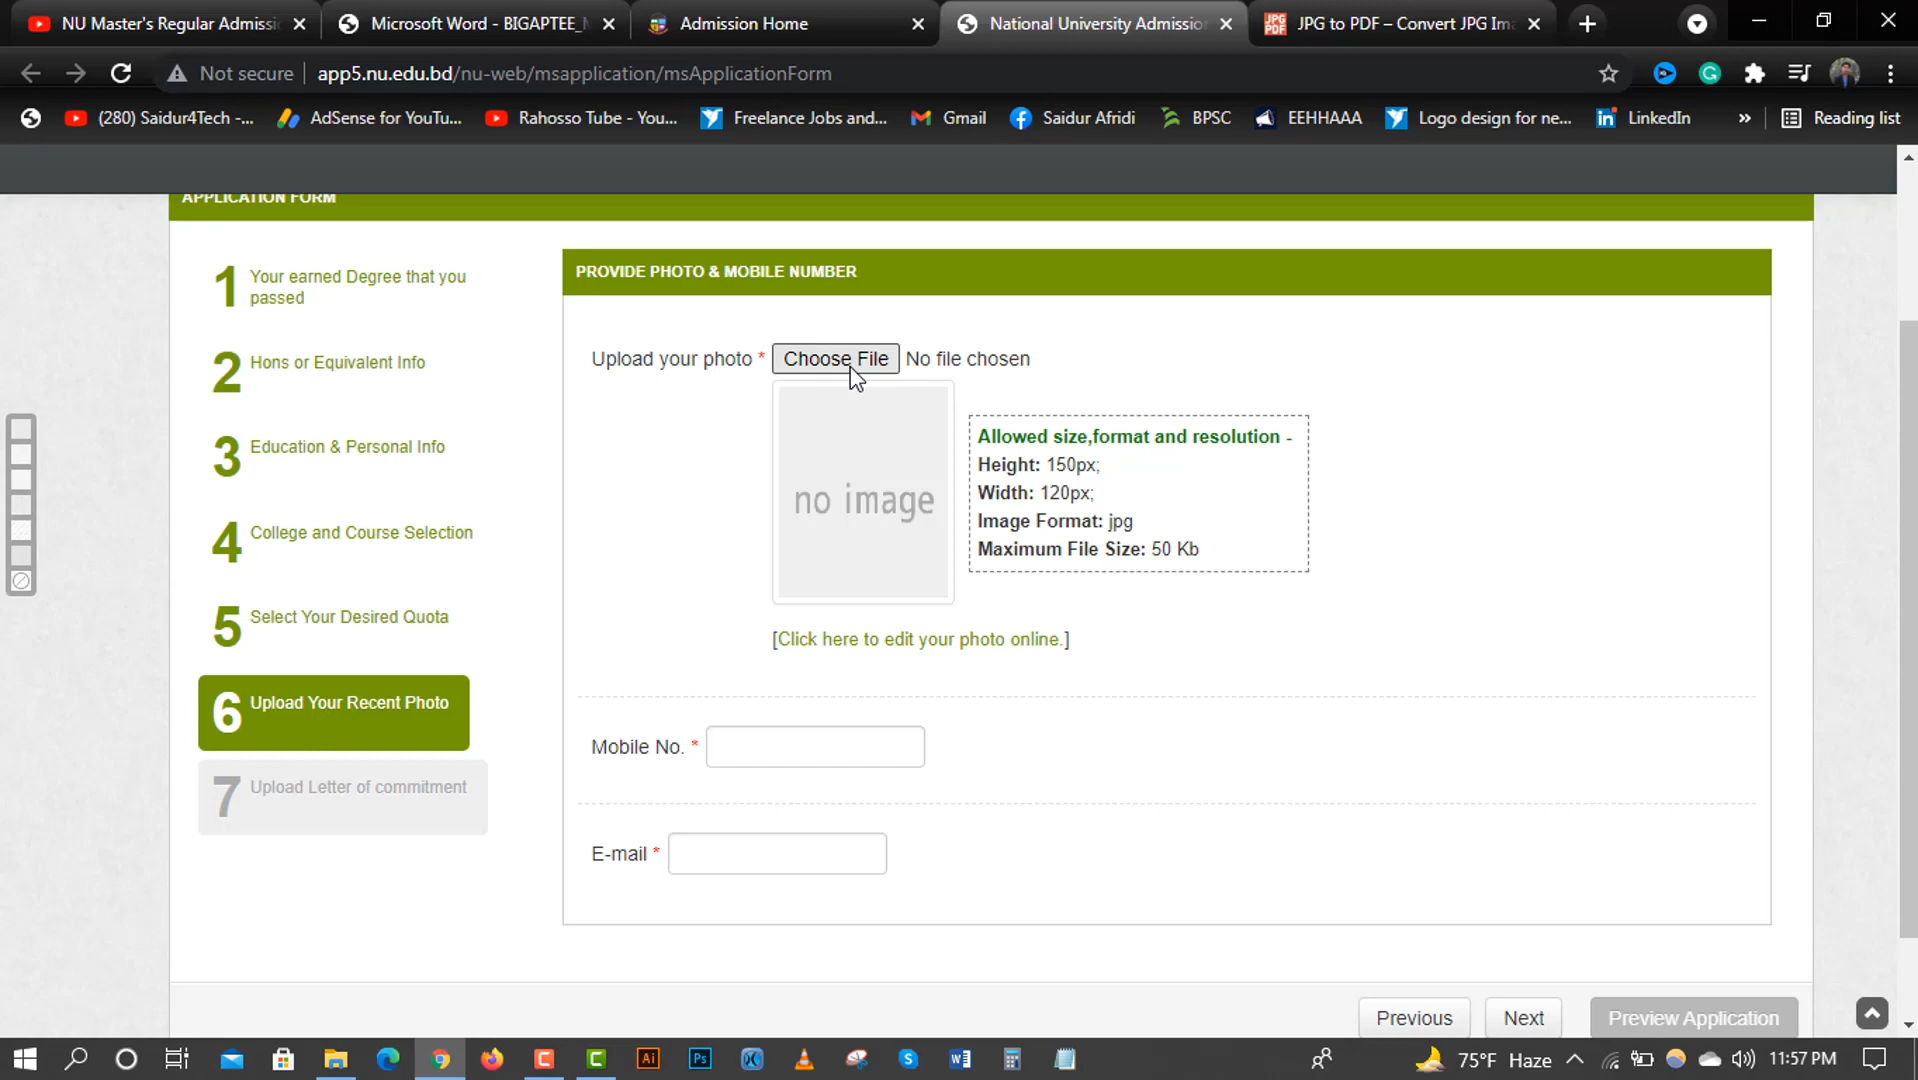 NU Master's Regular Admissi
Microsoft Word - BIGAPTEE_M
Admission Home
National University Admissio
JPG to PDF – Convert JPG Ima
Not secure
app5.nu.edu.bd/nu-web/msapplication/msApplicationForm
(280) Saidur4Tech -...
AdSense for YouTu...
Rahosso Tube - You...
Freelance Jobs and...
Gmail
Saidur Afridi
BPSC
EEHHAAA
Logo design for ne...
LinkedIn
»
Reading list
APPLICATION FORM
1 Your earned Degree that you passed
2 Hons or Equivalent Info
3 Education & Personal Info
4 College and Course Selection
5 Select Your Desired Quota
6 Upload Your Recent Photo
7 Upload Letter of commitment
PROVIDE PHOTO & MOBILE NUMBER
Upload your photo * Choose File No file chosen
no image
Allowed size,format and resolution -
Height: 150px;
Width: 120px;
Image Format: jpg
Maximum File Size: 50 Kb
[Click here to edit your photo online.]
Mobile No. *
E-mail *
Previous
Next
Preview Application
75°F Haze
11:57 PM